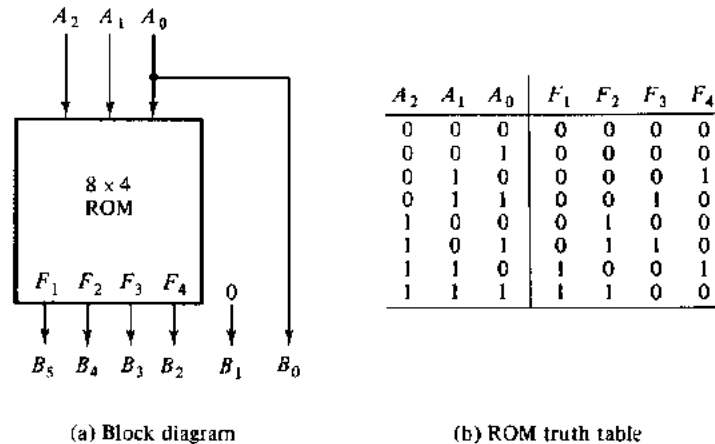 A2 A1 A0
8 × 4
ROM
F1 F2 F3 F4 0
B5 B4 B3 B2 B1 B0
(a) Block diagram
A2 A1 A0 F1 F2 F3 F4
0 0 0 0 0 0 0
0 0 1 0 0 0 0
0 1 0 0 0 0 1
0 1 1 0 0 1 0
1 0 0 0 1 0 0
1 0 1 0 1 1 0
1 1 0 1 0 0 1
1 1 1 1 1 0 0
(b) ROM truth table